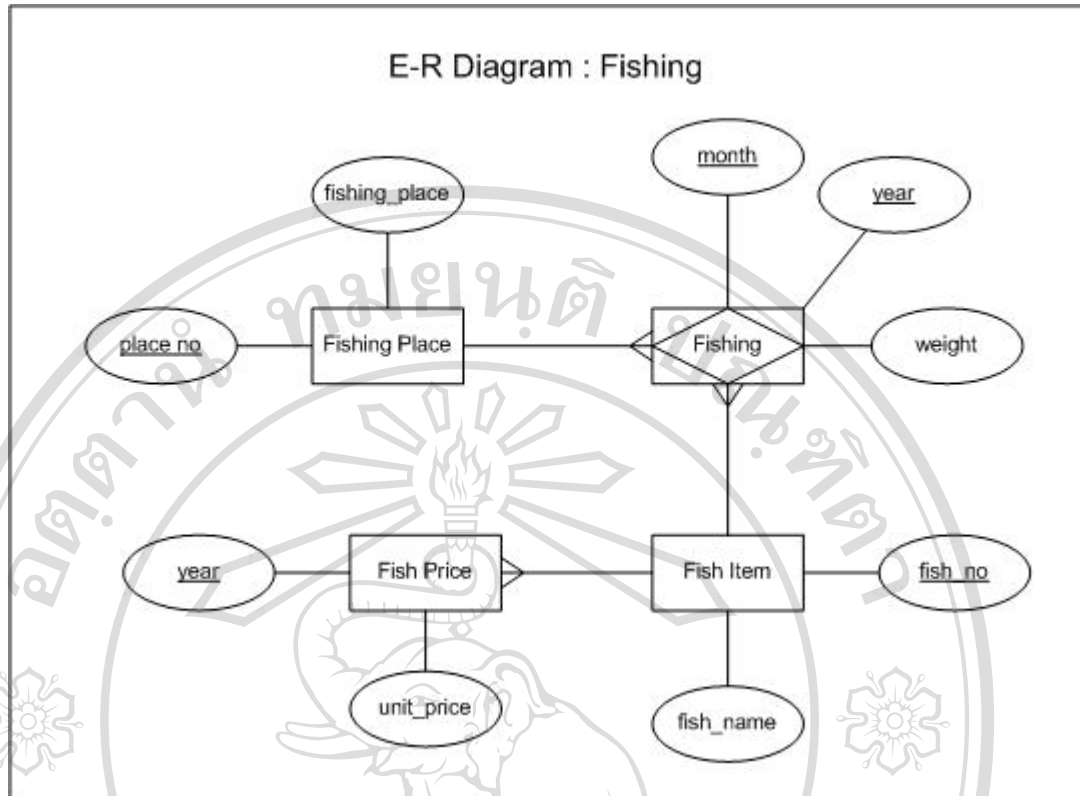 E-R Diagram : Fishing
month
fishing_place
year
place no
Fishing Place
Fishing
weight
year
Fish Price
Fish Item
fish_no
unit_price
fish_name